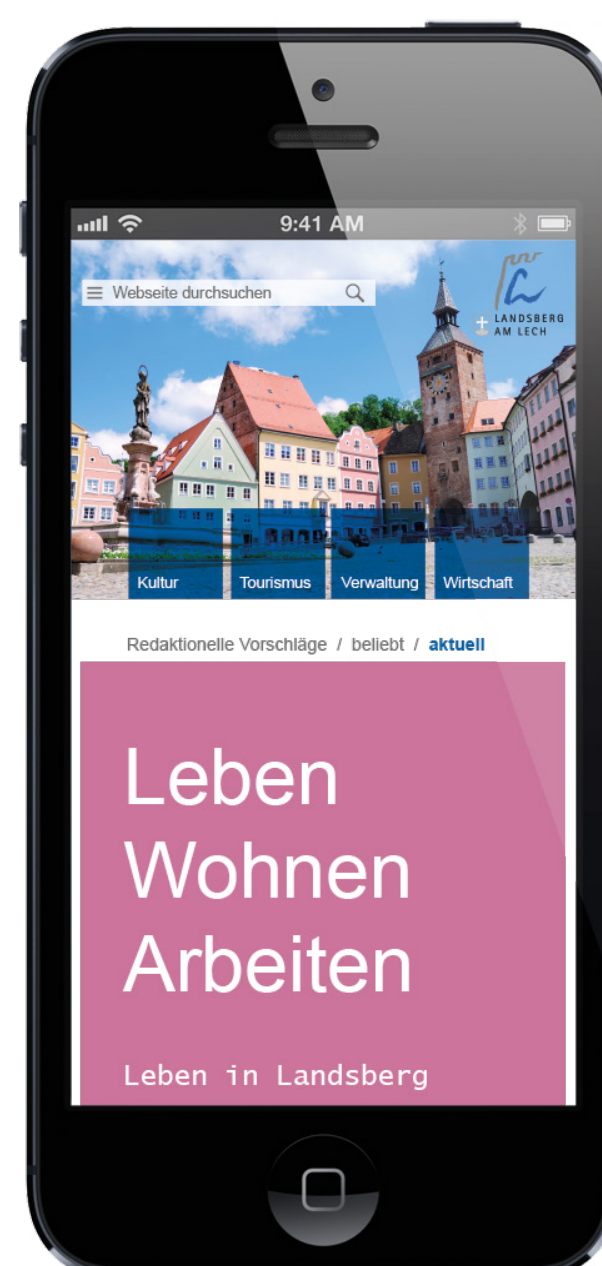 9:41 AM
Webseite durchsuchen
LANDSBERG
AM LECH
Kultur Tourismus Verwaltung Wirtschaft
Redaktionelle Vorschläge / beliebt / aktuell
Leben
Wohnen
Arbeiten
Leben in Landsberg